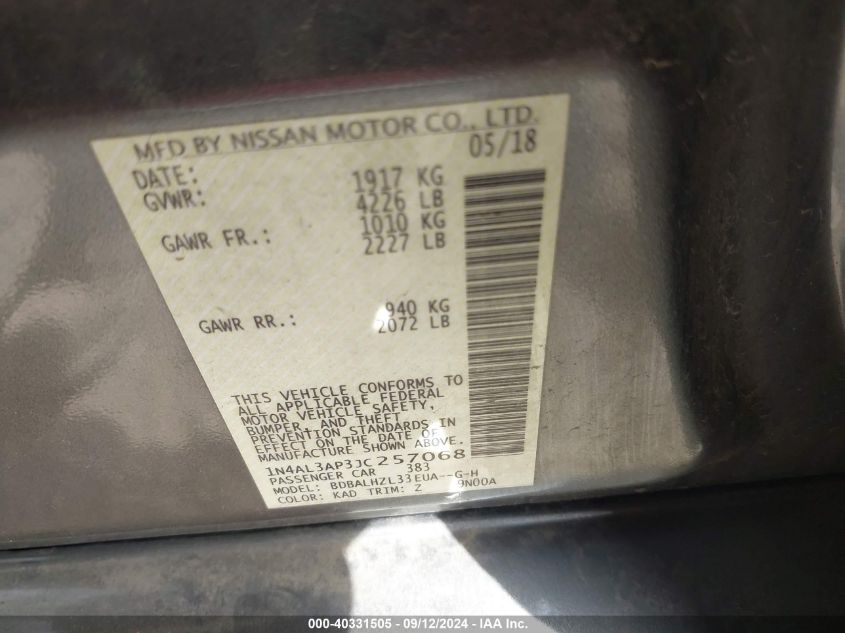 MFD BY NISSAN MOTOR CO., LTD.
DATE: 05/18
GVWR: 1917 KG
4226 LB
GAWR FR.: 1010 KG
2227 LB
GAWR RR.: 940 KG
2072 LB
THIS VEHICLE CONFORMS TO
ALL APPLICABLE FEDERAL
MOTOR VEHICLE SAFETY,
BUMPER, AND THEFT
PREVENTION STANDARDS IN
EFFECT ON THE DATE OF
MANUFACTURE SHOWN ABOVE.
1N4AL3AP3JC257068
PASSENGER CAR 383
MODEL: BDBALHZL33EUA--G-H
COLOR: KAD TRIM: Z 9N00A
000-40331505 - 09/12/2024 - IAA Inc.